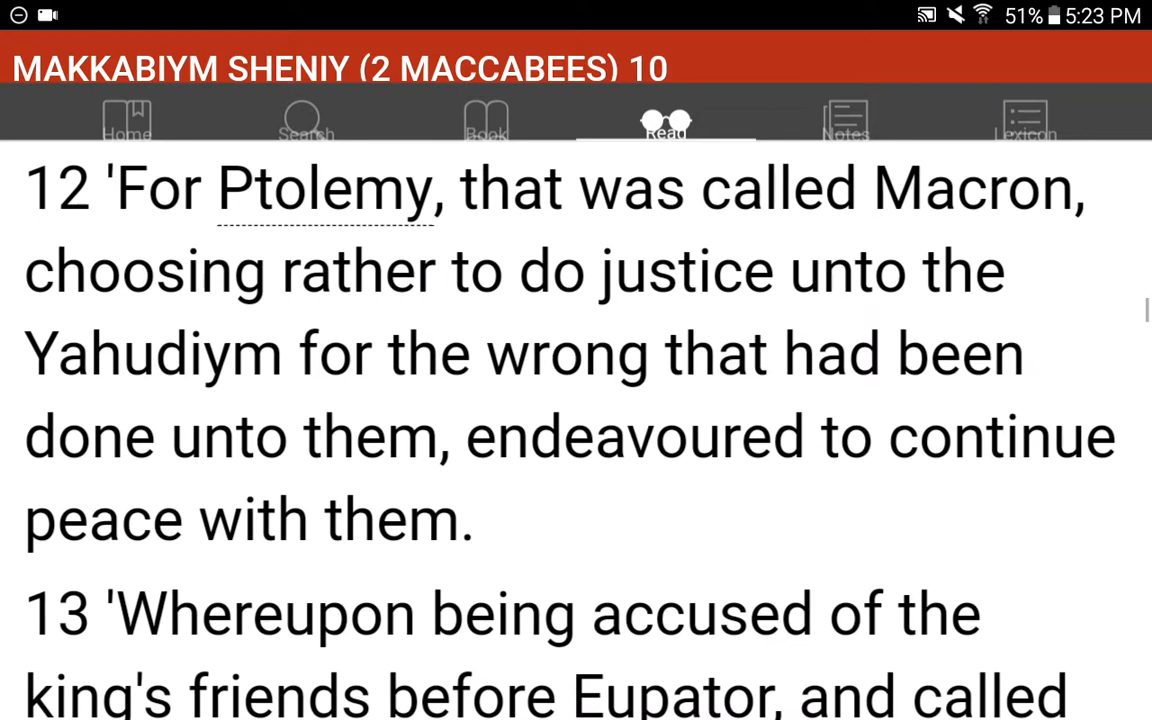 51% 5:23 PM
MAKKABIYM SHENIY (2 MACCABEES) 10
Home Search Book Read Notes Lexicon
12 'For Ptolemy, that was called Macron,
choosing rather to do justice unto the
Yahudiym for the wrong that had been
done unto them, endeavoured to continue
peace with them.
13 'Whereupon being accused of the
king's friends before Eupator, and called